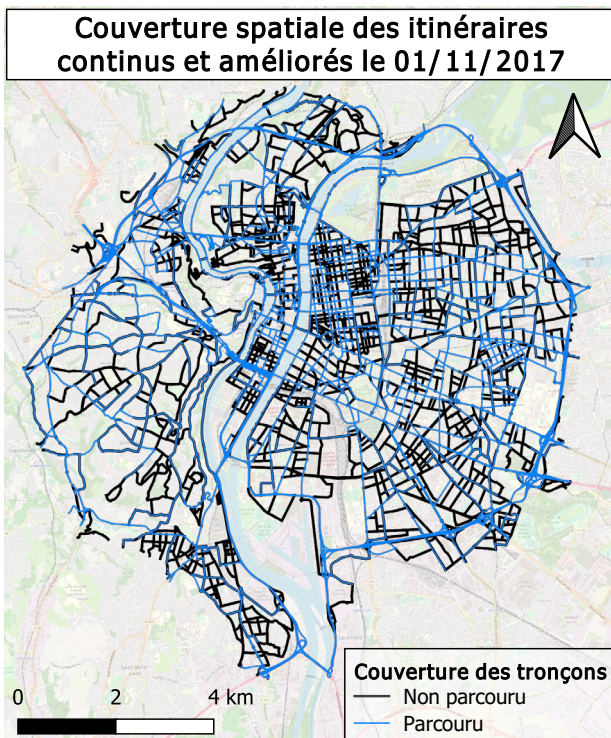 Couverture spatiale des itinéraires
continus et améliorés le 01/11/2017
0 2 4 km
Couverture des tronçons
Non parcouru
Parcouru